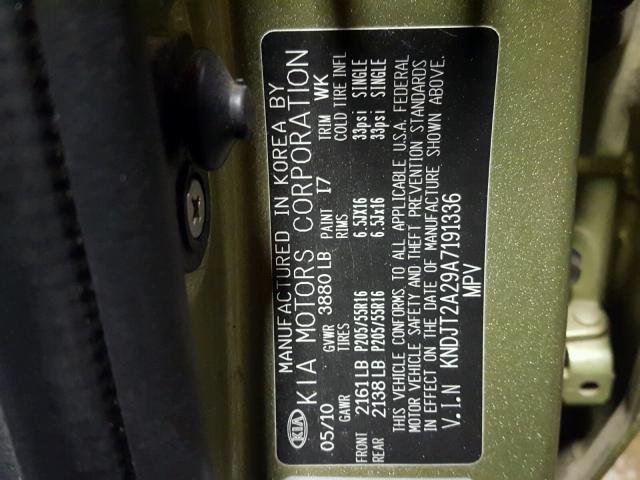 KIA
MANUFACTURED IN KOREA BY
KIA MOTORS CORPORATION
05/10 GVWR 3880 LB PAINT I7 TRIM WK
GAWR TIRES RIMS COLD TIRE INFL
FRONT 2161 LB P205/55R16 6.5JX16 33psi SINGLE
REAR 2138 LB P205/55R16 6.5Jx16 33psi SINGLE
THIS VEHICLE CONFORMS TO ALL APPLICABLE U.S.A. FEDERAL
MOTOR VEHICLE SAFETY AND THEFT PREVENTION STANDARDS
IN EFFECT ON THE DATE OF MANUFACTURE SHOWN ABOVE.
V.I.N KNDJTT2A29A7191336
MPV